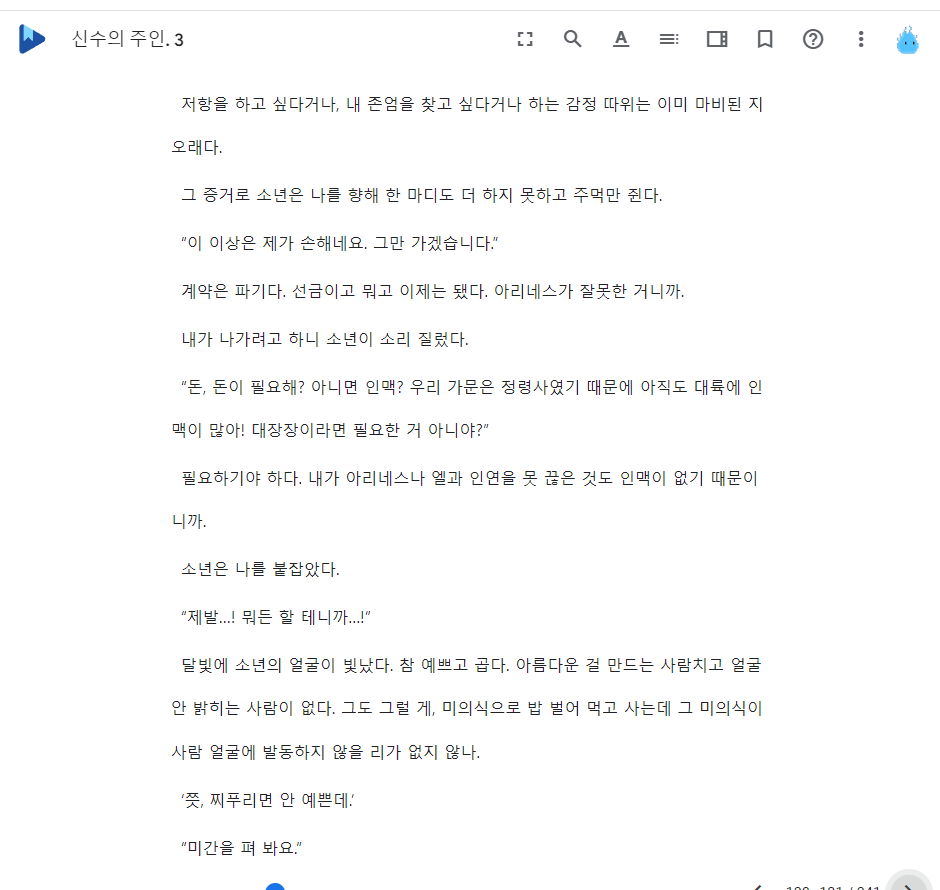 신수의 주인. 3
저항을 하고 싶다거나, 내 존엄을 찾고 싶다거나 하는 감정 따위는 이미 마비된 지
오래다.
그 증거로 소년은 나를 향해 한 마디도 더 하지 못하고 주먹만 쥔다.
“이 이상은 제가 손해네요. 그만 가겠습니다.”
계약은 파기다. 선금이고 뭐고 이제는 됐다. 아리네스가 잘못한 거니까.
내가 나가려고 하니 소년이 소리 질렀다.
“돈, 돈이 필요해? 아니면 인맥? 우리 가문은 정령사였기 때문에 아직도 대륙에 인
맥이 많아! 대장장이라면 필요한 거 아니야?”
필요하기야 하다. 내가 아리네스나 엘과 인연을 못 끊은 것도 인맥이 없기 때문이
니까.
소년은 나를 붙잡았다.
“제발...! 뭐든 할 테니까...!”
달빛에 소년의 얼굴이 빛났다. 참 예쁘고 곱다. 아름다운 걸 만드는 사람치고 얼굴
안 밝히는 사람이 없다. 그도 그럴 게, 미의식으로 밥 벌어 먹고 사는데 그 미의식이
사람 얼굴에 발동하지 않을 리가 없지 않나.
‘쯧, 찌푸리면 안 예쁜데.’
“미간을 펴 봐요.”